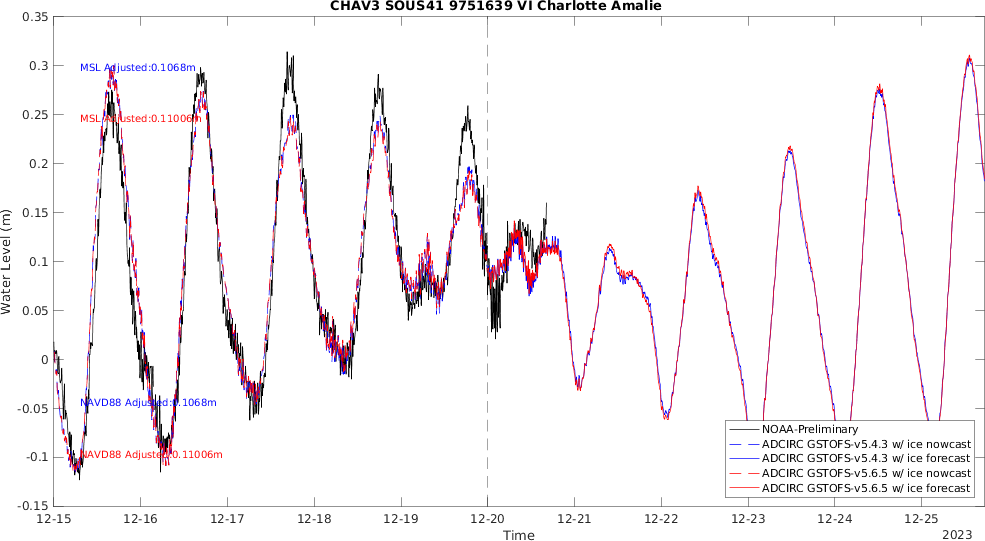 CHAV3 SOUS41 9751639 VI Charlotte Amalie
0.35
0.3
0.25
0.2
0.15
0.1
0.05
0
-0.05
-0.1
-0.15
Water Level (m)
MSL Adjusted:0.1068m
MSL Adjusted:0.11006m
NAVD88 Adjusted:0.1068m
NAVD88 Adjusted:0.11006m
NOAA-Preliminary
ADCIRC GSTOFS-v5.4.3 w/ ice nowcast
ADCIRC GSTOFS-v5.4.3 w/ ice forecast
ADCIRC GSTOFS-v5.6.5 w/ ice nowcast
ADCIRC GSTOFS-v5.6.5 w/ ice forecast
12-15 12-16 12-17 12-18 12-19 12-20 12-21 12-22 12-23 12-24 12-25
Time
2023